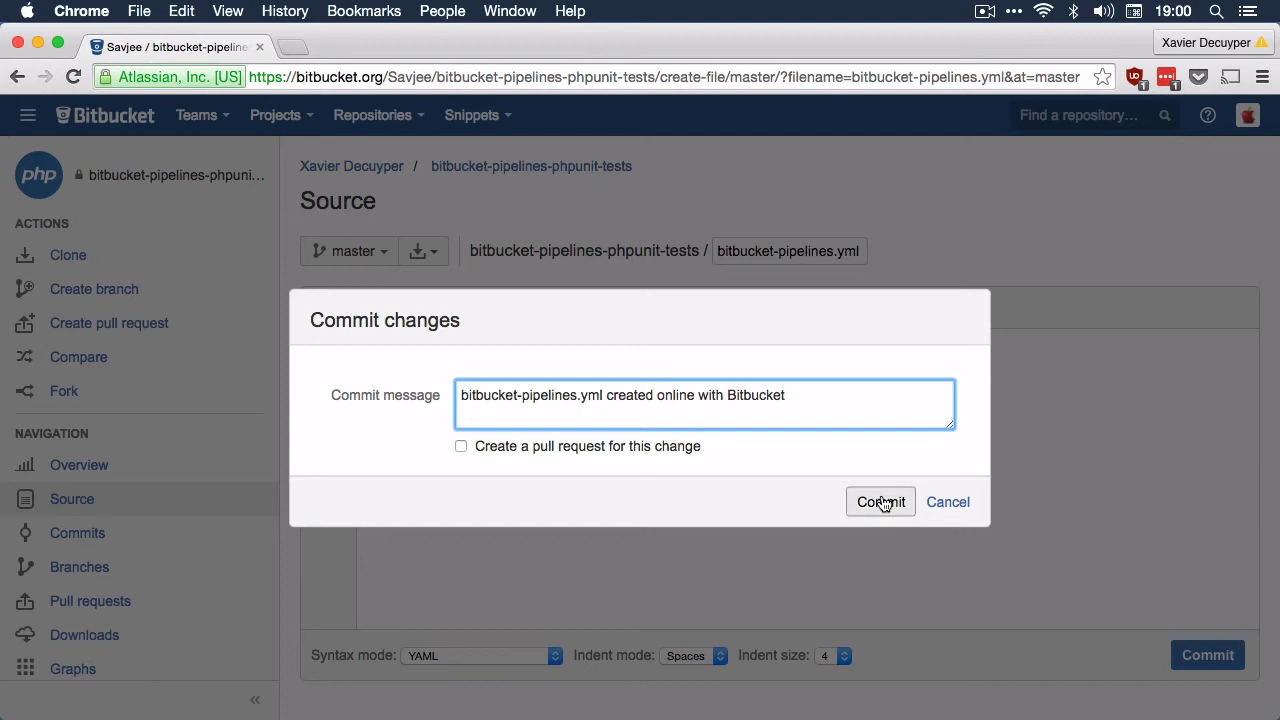 Chrome File Edit View History Bookmarks People Window Help 19:00
Savjee / bitbucket-pipeline
Xavier Decuyper
Atlassian, Inc. [US] https://bitbucket.org/Savjee/bitbucket-pipelines-phpunit-tests/create-file/master/?filename=bitbucket-pipelines.yml&at=master
1 1
Bitbucket Teams Projects Repositories Snippets Find a repository...
php bitbucket-pipelines-phpuni...
ACTIONS
Clone
Create branch
Create pull request
Compare
Fork
NAVIGATION
Overview
Source
Commits
Branches
Pull requests
Downloads
Graphs
Xavier Decuyper / bitbucket-pipelines-phpunit-tests
Source
master bitbucket-pipelines-phpunit-tests / bitbucket-pipelines.yml
Commit changes
Commit message bitbucket-pipelines.yml created online with Bitbucket
Create a pull request for this change
Commit Cancel
Syntax mode: YAML Indent mode: Spaces Indent size: 4 Commit